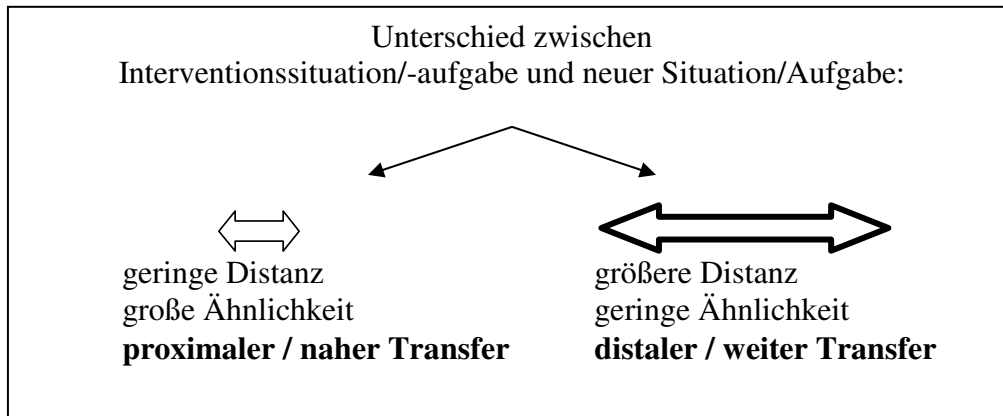 Unterschied zwischen
Interventionssituation/-aufgabe und neuer Situation/Aufgabe:
geringe Distanz
große Ähnlichkeit
proximaler / naher Transfer
größere Distanz
geringe Ähnlichkeit
distaler / weiter Transfer